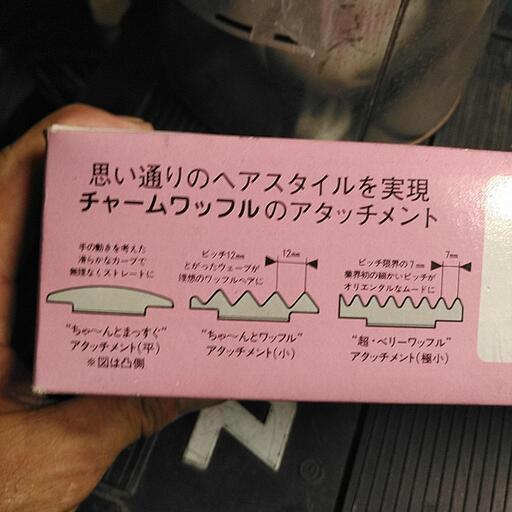 思い通りのヘアスタイルを実現
チャームワッフルのアタッチメント
手の動きを考えた
滑らかなカーブで
無理なくストレートに
"ちゃ〜んとまっすぐ"
アタッチメント(平)
※図は凸側
ピッチ12mm
とがったウェーブが
理想のワッフルヘアに
12mm
"ちゃ〜んとワッフル"
アタッチメント(小)
ピッチ限界の7mm
業界初の細かいピッチが
オリエンタルなムードに
7mm
"超・ベリーワッフル"
アタッチメント(極小)
N